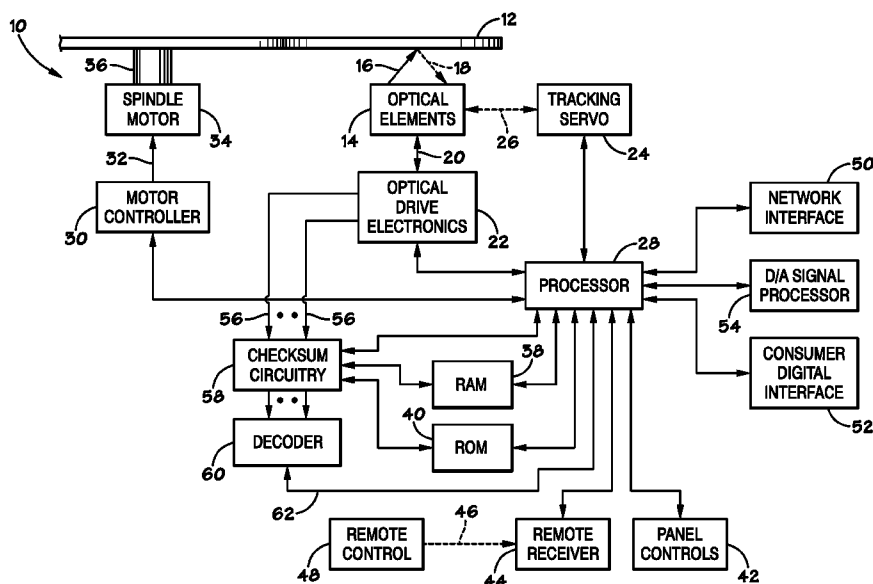 12
10
36
16
18
SPINDLE
MOTOR
34
OPTICAL
ELEMENTS
14
26
TRACKING
SERVO
24
32
20
MOTOR
CONTROLLER
30
OPTICAL
DRIVE
ELECTRONICS
22
50
NETWORK
INTERFACE
28
PROCESSOR
D/A SIGNAL
PROCESSOR
54
56
56
CHECKSUM
CIRCUITRY
58
38
RAM
CONSUMER
DIGITAL
INTERFACE
52
40
ROM
DECODER
60
62
46
REMOTE
CONTROL
48
REMOTE
RECEIVER
44
PANEL
CONTROLS
42